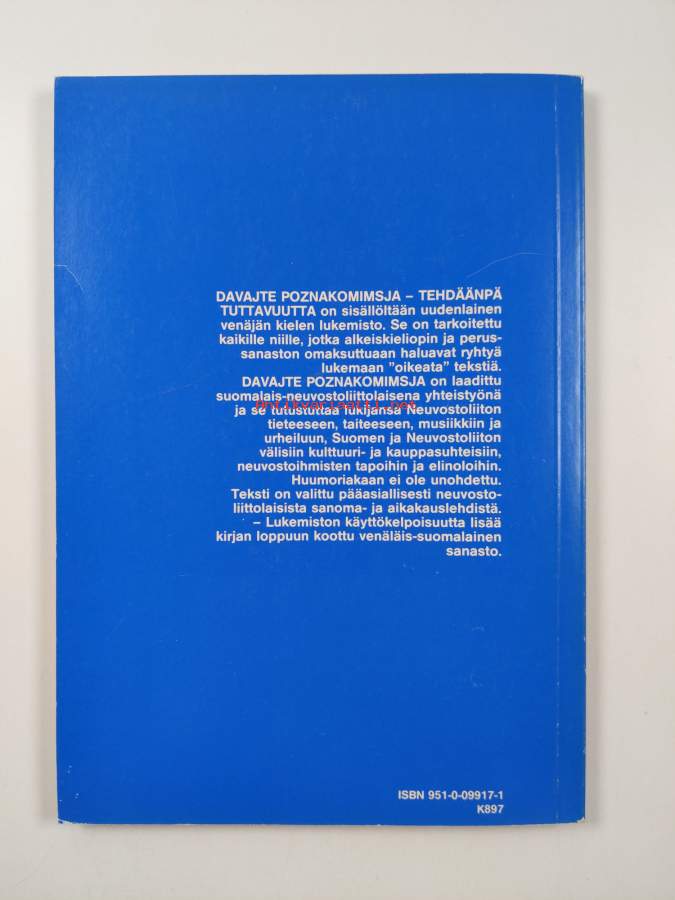 DAVAJTE POZNAKOMIMSJA – TEHDÄÄNPÄ
TUTTAVUUTTA on sisällöltään uudenlainen
venäjän kielen lukemisto. Se on tarkoitettu
kaikille niille, jotka alkeiskieliopin ja perus-
sanaston omaksuttuaan haluavat ryhtyä
lukemaan ”oikeata” tekstiä.
DAVAJTE POZNAKOMIMSJA on laadittu
suomalais-neuvostoliittolaisena yhteistyönä
Antikvariaatti.net
ja se tutustuttaa lukijansa Neuvostoliiton
tieteeseen, taiteeseen, musiikkiin ja
urheiluun, Suomen ja Neuvostoliiton
välisiin kulttuuri- ja kauppasuhteisiin,
neuvostoihmisten tapoihin ja elinoloihin.
Huumoriakaan ei ole unohdettu.
Teksti on valittu pääasiallisesti neuvosto-
liittolaisista sanoma- ja aikakauslehdistä.
– Lukemiston käyttökelpoisuutta lisää
kirjan loppuun koottu venäläis-suomalainen
sanasto.
ISBN 951-0-09917-1
K897